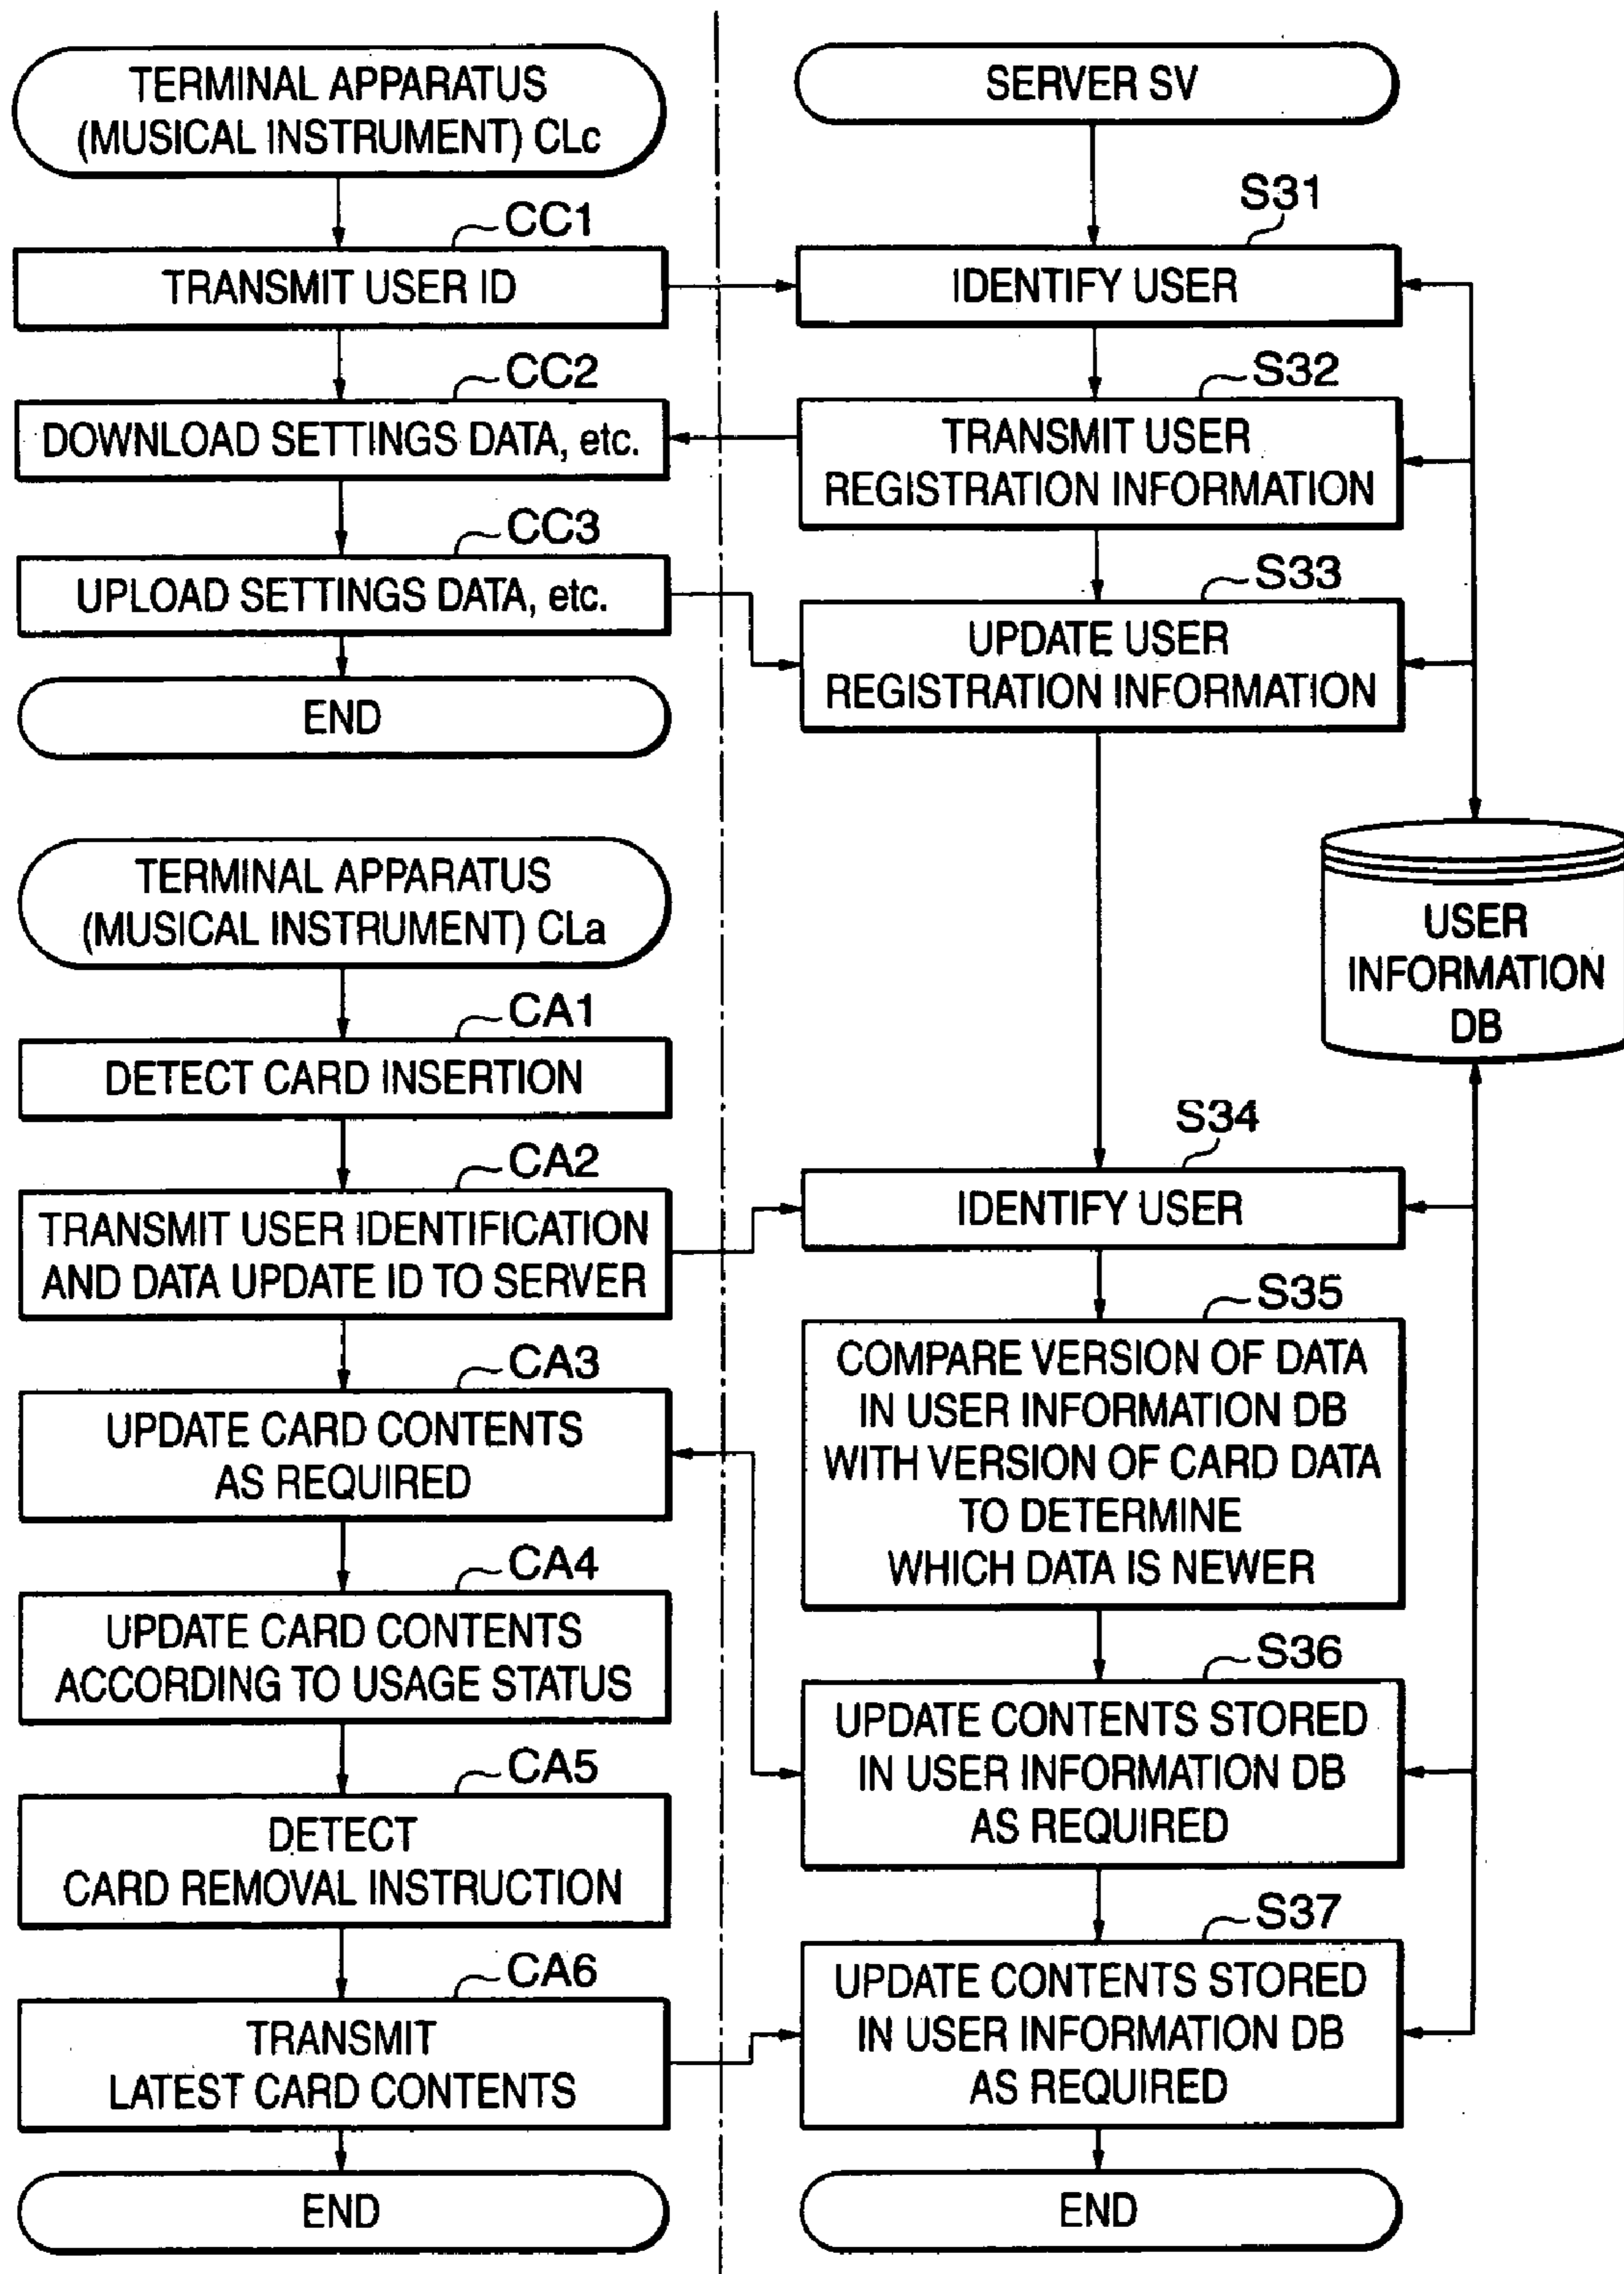 TERMINAL APPARATUS
(MUSICAL INSTRUMENT) CLc
CC1
TRANSMIT USER ID
CC2
DOWNLOAD SETTINGS DATA, etc.
CC3
UPLOAD SETTINGS DATA, etc.
END
TERMINAL APPARATUS
(MUSICAL INSTRUMENT) CLa
CA1
DETECT CARD INSERTION
CA2
TRANSMIT USER IDENTIFICATION
AND DATA UPDATE ID TO SERVER
CA3
UPDATE CARD CONTENTS
AS REQUIRED
CA4
UPDATE CARD CONTENTS
ACCORDING TO USAGE STATUS
CA5
DETECT
CARD REMOVAL INSTRUCTION
CA6
TRANSMIT
LATEST CARD CONTENTS
END
SERVER SV
S31
IDENTIFY USER
S32
TRANSMIT USER
REGISTRATION INFORMATION
S33
UPDATE USER
REGISTRATION INFORMATION
S34
IDENTIFY USER
S35
COMPARE VERSION OF DATA
IN USER INFORMATION DB
WITH VERSION OF CARD DATA
TO DETERMINE
WHICH DATA IS NEWER
S36
UPDATE CONTENTS STORED
IN USER INFORMATION DB
AS REQUIRED
S37
UPDATE CONTENTS STORED
IN USER INFORMATION DB
AS REQUIRED
END
USER
INFORMATION
DB